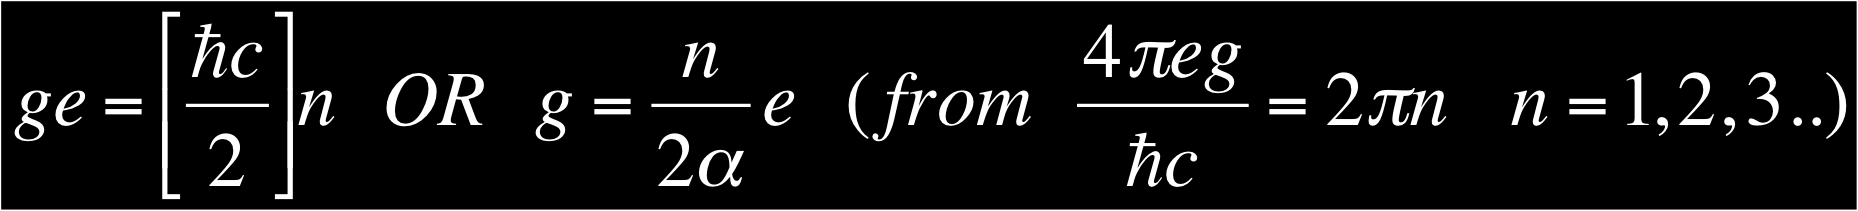 ge = [ħc/2]n OR g = n/2α e (from 4πeg/ħc = 2πn n = 1,2,3..)